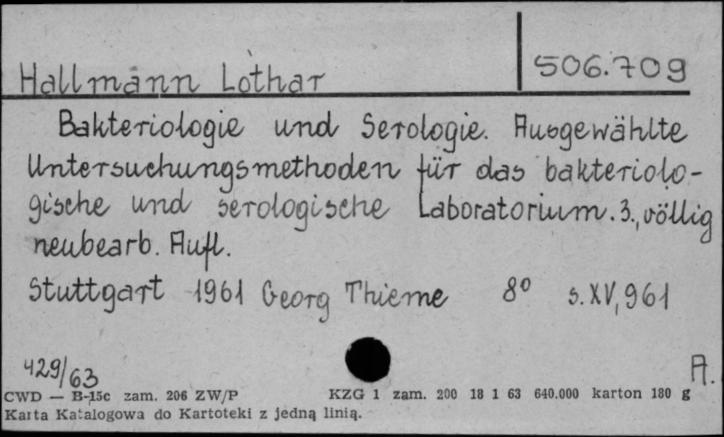 506.709
Hallmann Lothar
Bakteriologie und Serologie. Ausgewählte
Untersuchungsmethoden für das bakteriolo-
gische und serologische Laboratorium. 3., völlig
neubearb. Aufl.
Stuttgart 1961 Georg Thieme 8° s. XV, 961
429/63 A.
CWD — B-15c zam. 206 ZW/P KZG 1 zam. 200 18 1 63 640.000 karton 180 g
Karta Katalogowa do Kartoteki z jedną linią.